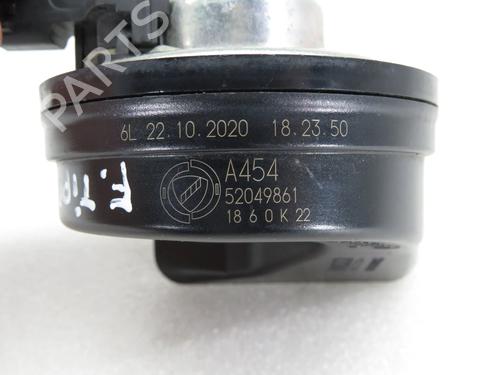 PARTS
6L 22.10.2020 18.23.50
A454
52049861
18 6 0 K 22
F. TIP